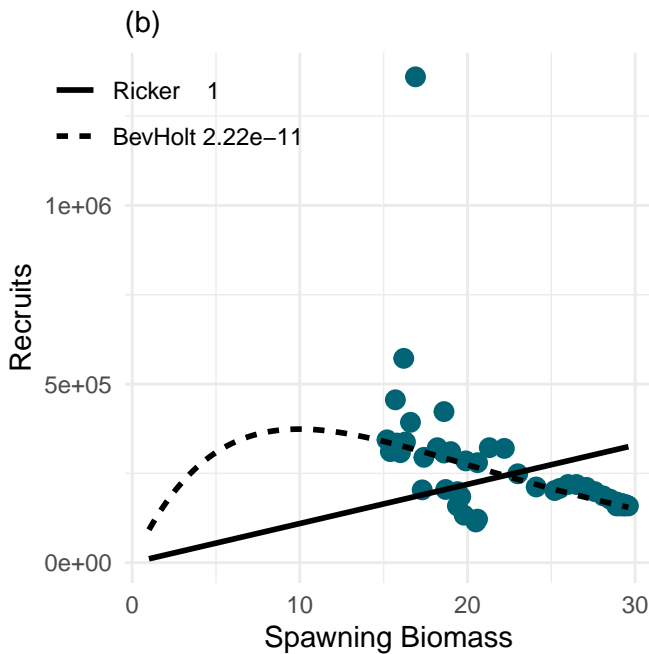 (b)
Ricker 1
BevHolt 2.22e−11
1e+06
5e+05
0e+00
Recruits
0 10 20 30
Spawning Biomass